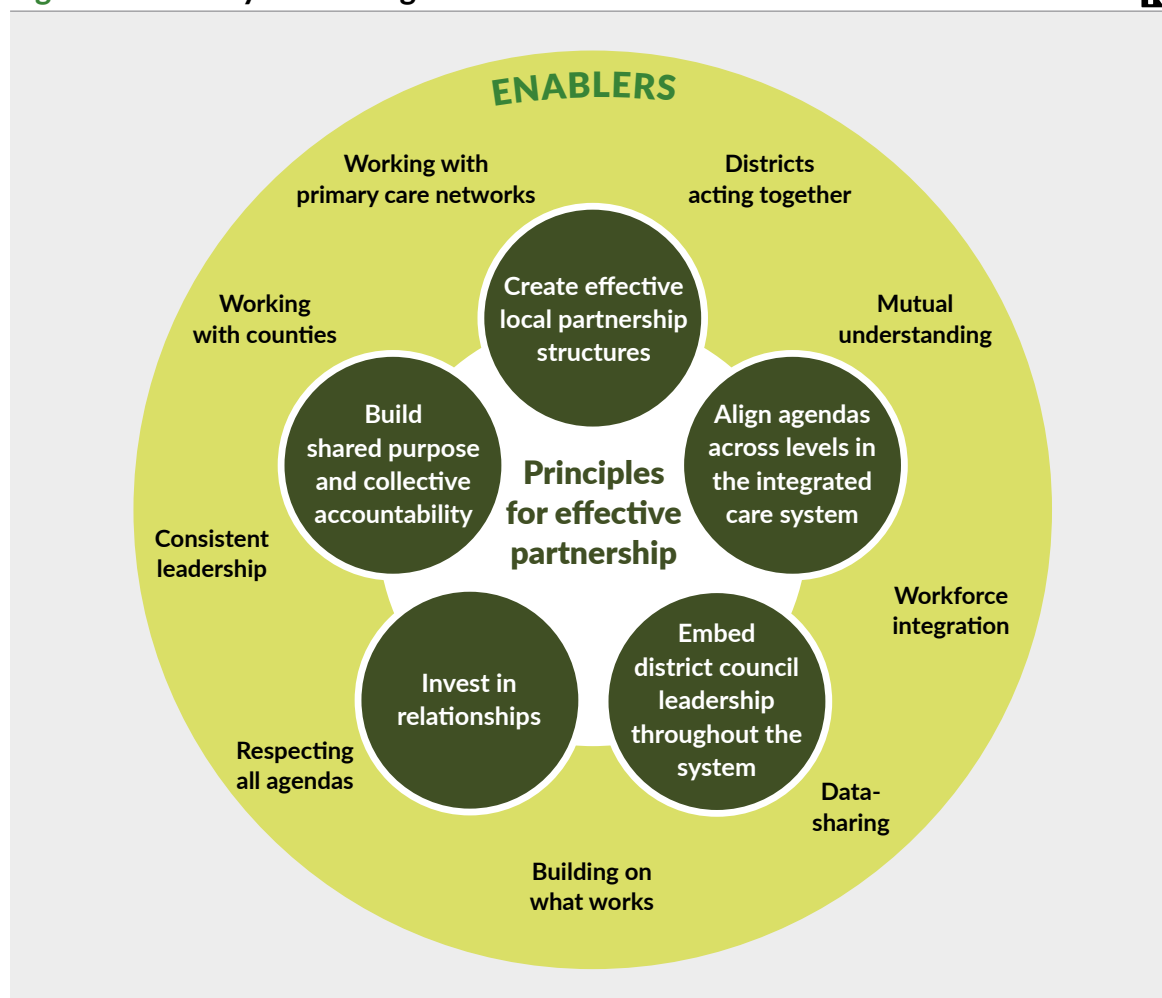 ENABLERS
Working with
primary care networks
Districts
acting together
Working
with counties
Mutual
understanding
Create effective
local partnership
structures
Build
shared purpose
and collective
accountability
Align agendas
across levels in
the integrated
care system
Principles
for effective
partnership
Consistent
leadership
Workforce
integration
Invest in
relationships
Embed
district council
leadership
throughout the
system
Respecting
all agendas
Data-
sharing
Building on
what works